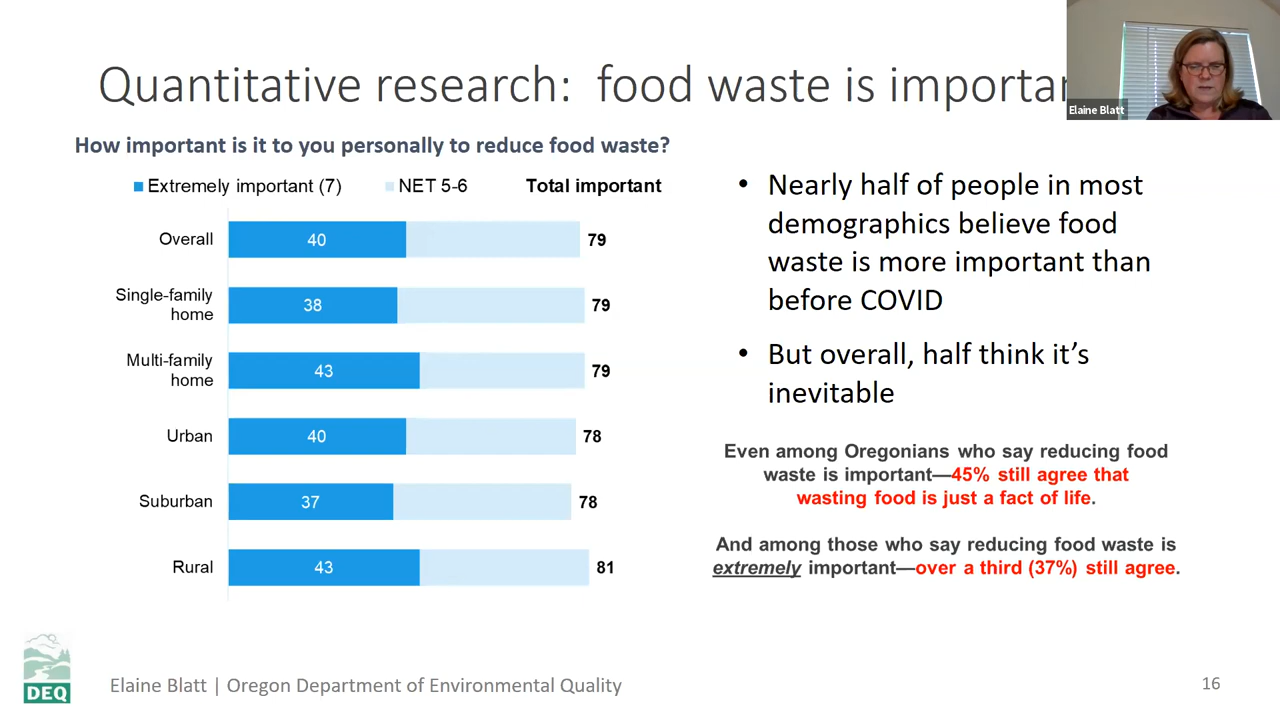 Quantitative research: food waste is importan
Elaine Blatt
How important is it to you personally to reduce food waste?
Extremely important (7) NET 5-6 Total important
Overall 40 79
Single-family
home 38 79
Multi-family
home 43 79
Urban 40 78
Suburban 37 78
Rural 43 81
• Nearly half of people in most
demographics believe food
waste is more important than
before COVID
• But overall, half think it’s
inevitable
Even among Oregonians who say reducing food
waste is important—45% still agree that
wasting food is just a fact of life.
And among those who say reducing food waste is
extremely important—over a third (37%) still agree.
DEQ
Elaine Blatt | Oregon Department of Environmental Quality
16